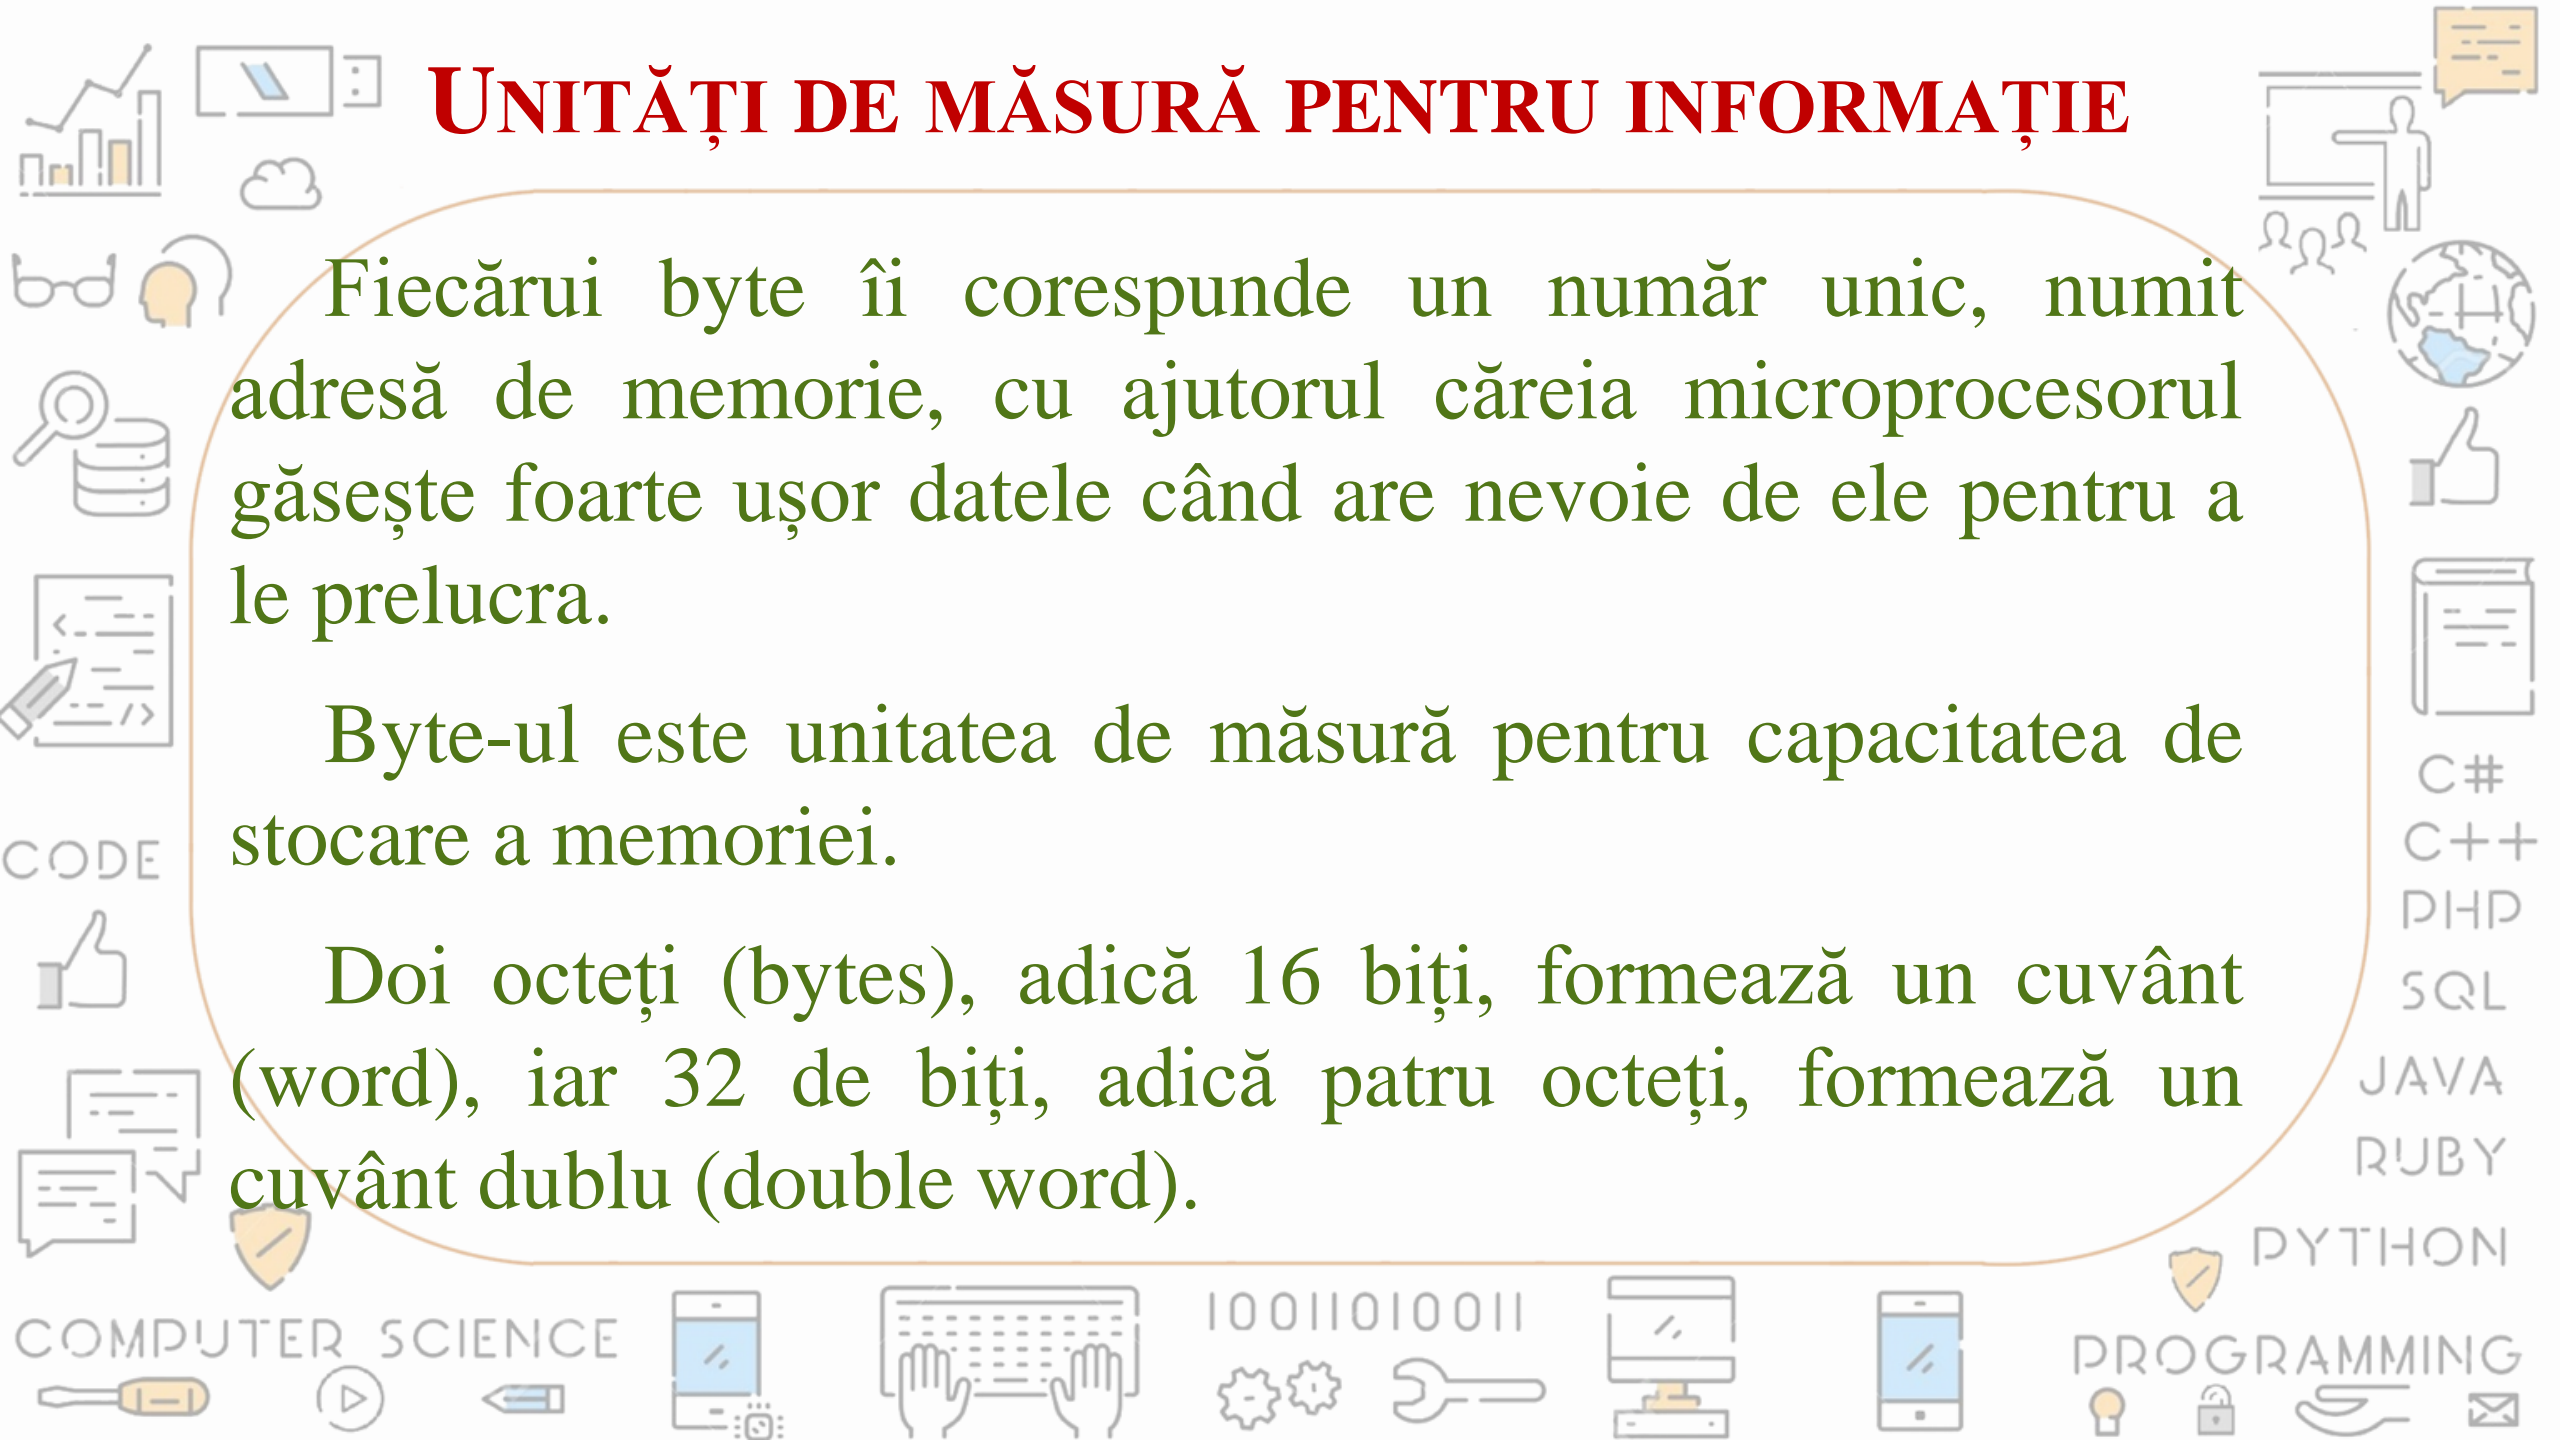 UNITĂȚI DE MĂSURĂ PENTRU INFORMAȚIE
Fiecărui byte îi corespunde un număr unic, numit
adresă de memorie, cu ajutorul căreia microprocesorul
găsește foarte ușor datele când are nevoie de ele pentru a
le prelucra.
Byte-ul este unitatea de măsură pentru capacitatea de
stocare a memoriei.
Doi octeți (bytes), adică 16 biți, formează un cuvânt
(word), iar 32 de biți, adică patru octeți, formează un
cuvânt dublu (double word).
CODE
C#
C++
PHP
SQL
JAVA
RUBY
PYTHON
PROGRAMMING
COMPUTER SCIENCE
10011010011